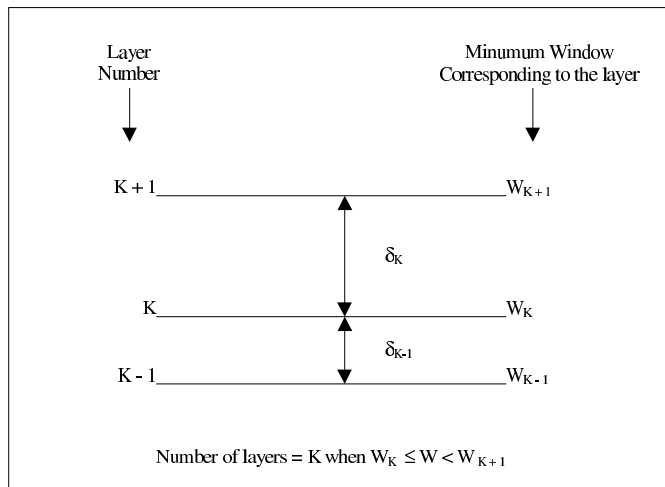 Layer
Number
Minumum Window
Corresponding to the layer
K + 1
W_{K+1}
δ_K
K
W_K
δ_{K-1}
K - 1
W_{K-1}
Number of layers = K when W_K ≤ W < W_{K+1}